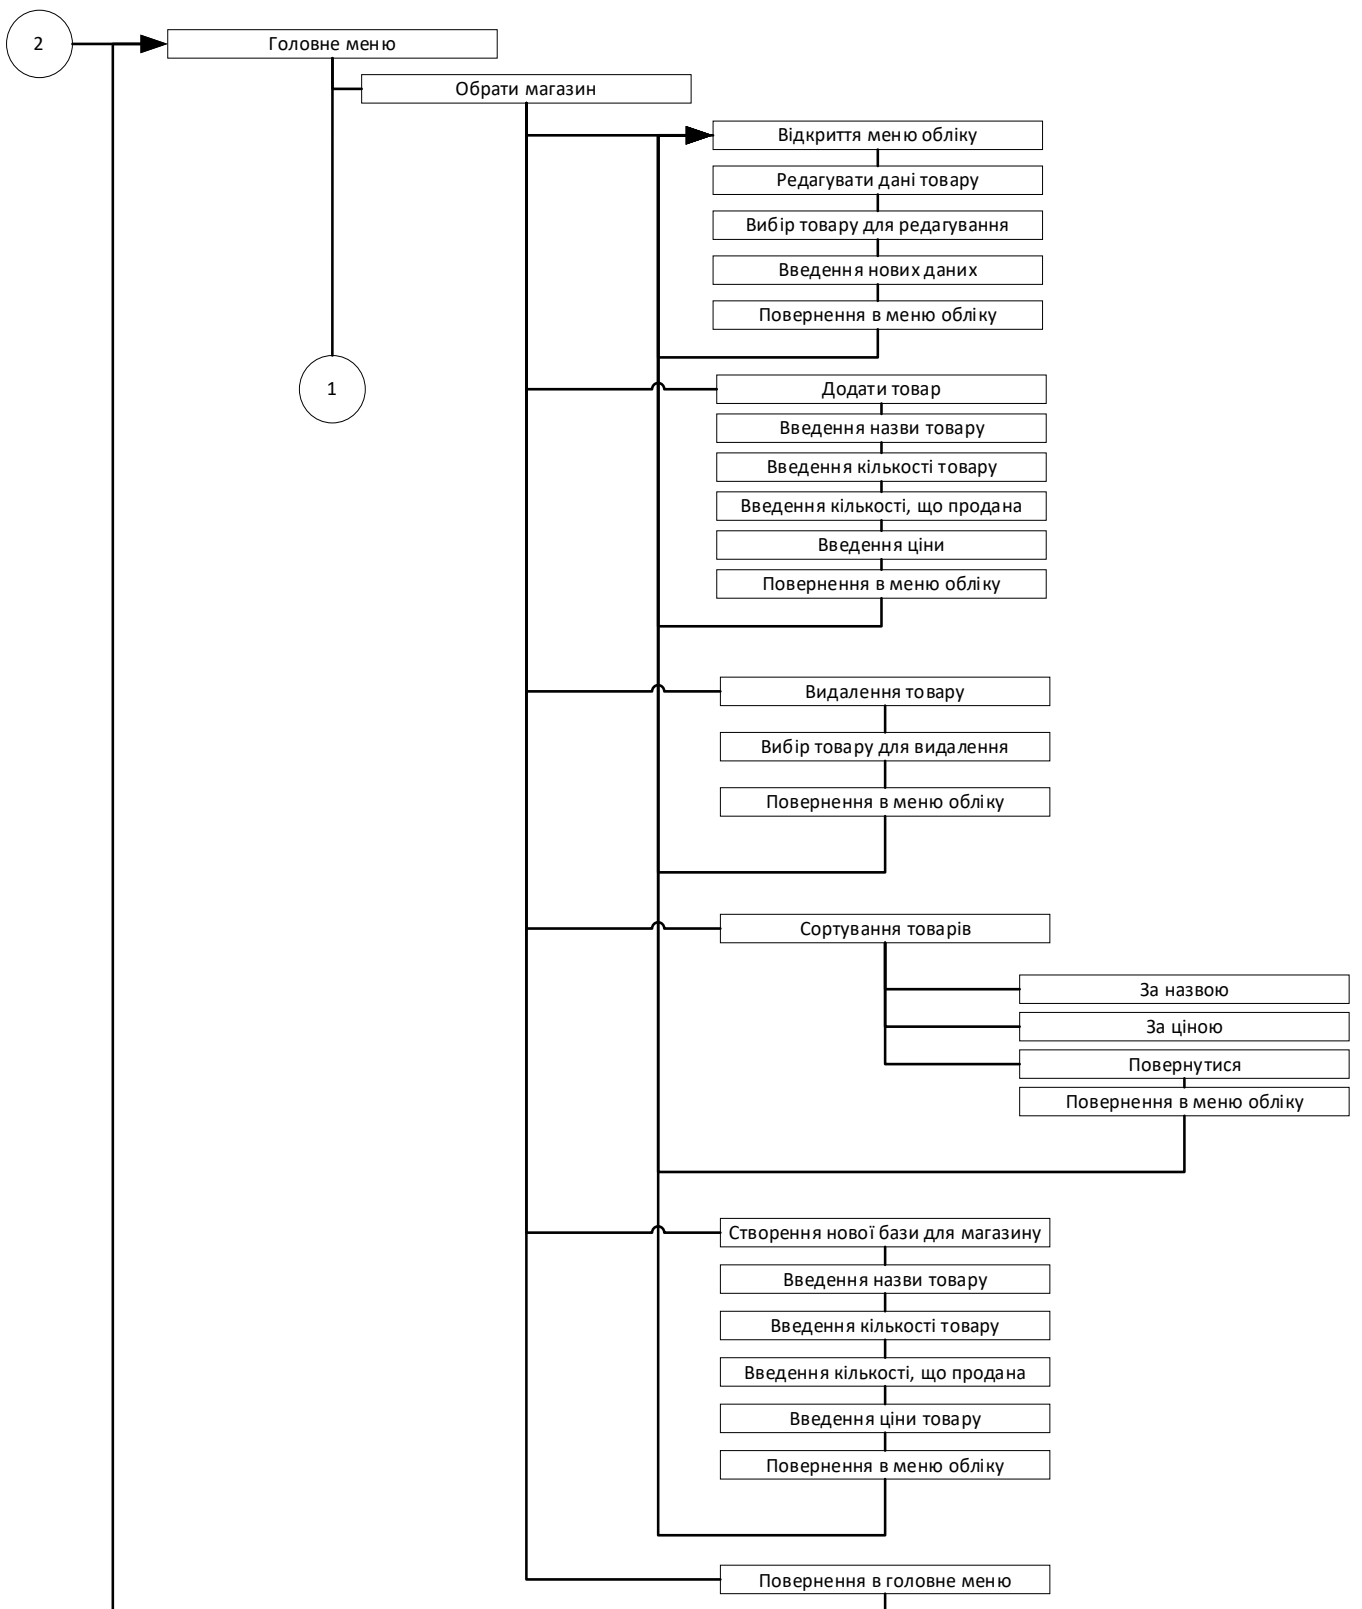 2
Головне меню
Обрати магазин
Відкриття меню обліку
Редагувати дані товару
Вибір товару для редагування
Введення нових даних
Повернення в меню обліку
1
Додати товар
Введення назви товару
Введення кількості товару
Введення кількості, що продана
Введення ціни
Повернення в меню обліку
Видалення товару
Вибір товару для видалення
Повернення в меню обліку
Сортування товарів
За назвою
За ціною
Повернутися
Повернення в меню обліку
Створення нової бази для магазину
Введення назви товару
Введення кількості товару
Введення кількості, що продана
Введення ціни товару
Повернення в меню обліку
Повернення в головне меню